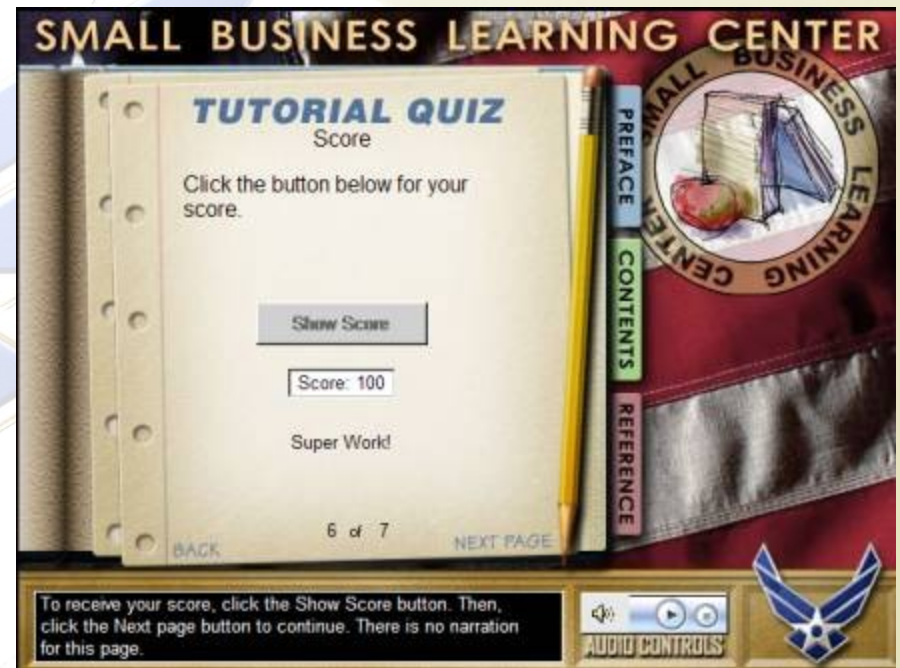 SMALL BUSINESS LEARNING CENTER
TUTORIAL QUIZ
Score
Click the button below for your
score.
Show Score
Score: 100
Super Work!
6 of 7
BACK
NEXT PAGE
PREFACE
CONTENTS
REFERENCE
SMALL BUSINESS LEARNING CENTER
To receive your score, click the Show Score button. Then,
click the Next page button to continue. There is no narration
for this page.
AUDIO CONTROLS